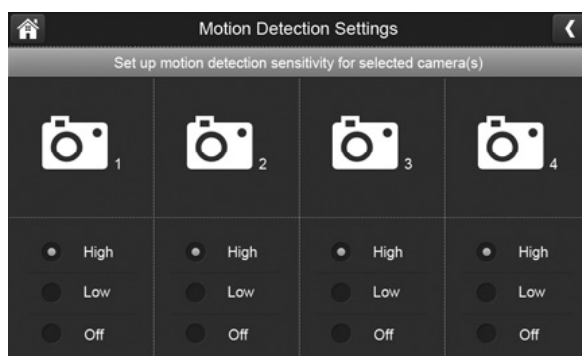 Motion Detection Settings
Set up motion detection sensitivity for selected camera(s)
1 2 3 4
High High High High
Low Low Low Low
Off Off Off Off